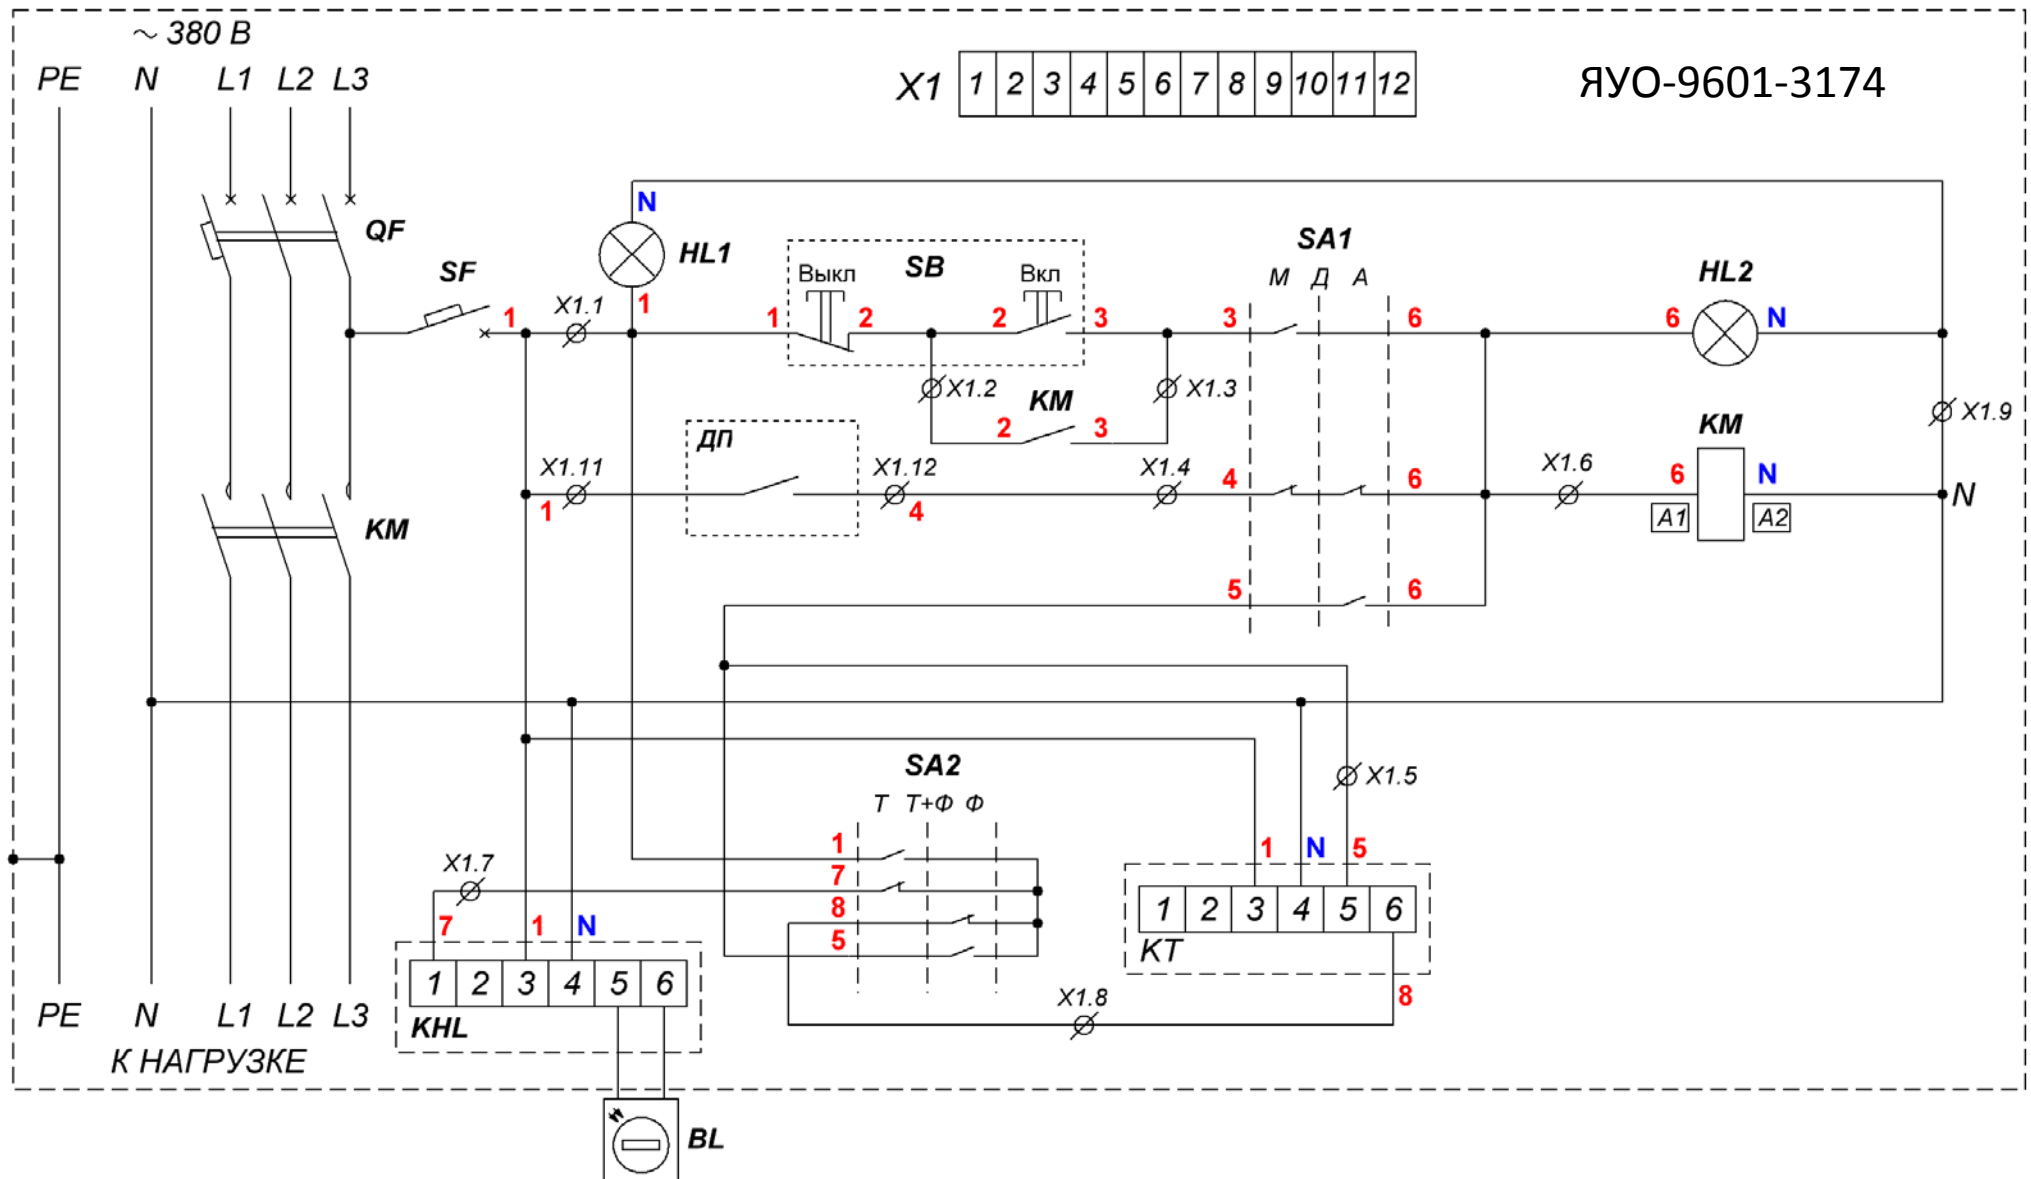 ~ 380 В
PE N L1 L2 L3
X1 1 2 3 4 5 6 7 8 9 10 11 12
ЯУО-9601-3174
N
QF
HL1
SB
Выкл
Вкл
SA1
М Д А
HL2
SF
1
X1.1
1
1
2
2
3
3
6
6
N
X1.2
KM
X1.3
X1.9
2
3
KM
ДП
X1.11
X1.12
X1.4
X1.6
1
4
4
6
6
N
N
A1
A2
KM
5
6
SA2
Т Т+Ф Ф
X1.5
1
7
8
5
X1.7
1
N
5
7
1
N
1 2 3 4 5 6
KT
1 2 3 4 5 6
KHL
X1.8
8
PE N L1 L2 L3
К НАГРУЗКЕ
BL